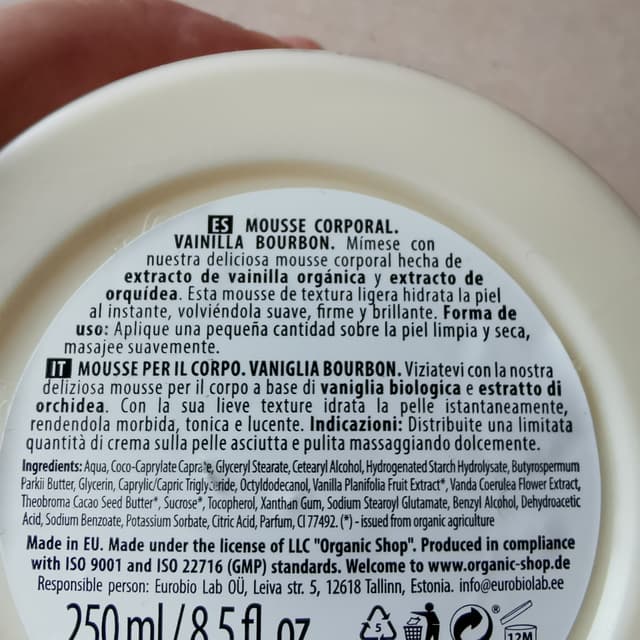 ES MOUSSE CORPORAL.
VAINILLA BOURBON. Mímese con
nuestra deliciosa mousse corporal hecha de
extracto de vainilla orgánica y extracto de
orquídea. Esta mousse de textura ligera hidrata la piel
al instante, volviéndola suave, firme y brillante. Forma de
uso: Aplique una pequeña cantidad sobre la piel limpia y seca,
masajee suavemente.
IT MOUSSE PER IL CORPO. VANIGLIA BOURBON. Viziatevi con la nostra
deliziosa mousse per il corpo a base di vaniglia biologica e estratto di
orchidea. Con la sua lieve texture idrata la pelle istantaneamente,
rendendola morbida, tonica e lucente. Indicazioni: Distribuite una limitata
quantità di crema sulla pelle asciutta e pulita massaggiando dolcemente.
Ingredients: Aqua, Coco-Caprylate Caprate, Glyceryl Stearate, Cetearyl Alcohol, Hydrogenated Starch Hydrolysate, Butyrospermum
Parkii Butter, Glycerin, Caprylic/Capric Triglyceride, Octyldodecanol, Vanilla Planifolia Fruit Extract*, Vanda Coerulea Flower Extract,
Theobroma Cacao Seed Butter*, Sucrose*, Tocopherol, Xanthan Gum, Sodium Stearoyl Glutamate, Benzyl Alcohol, Dehydroacetic
Acid, Sodium Benzoate, Potassium Sorbate, Citric Acid, Parfum, CI 77492. (*) - issued from organic agriculture
Made in EU. Made under the license of LLC "Organic Shop". Produced in compliance
with ISO 9001 and ISO 22716 (GMP) standards. Welcome to www.organic-shop.de
Responsible person: Eurobio Lab OÜ, Leiva str. 5, 12618 Tallinn, Estonia. info@eurobiolab.ee
250 ml / 8.5 fl. oz. 5 ® 12M